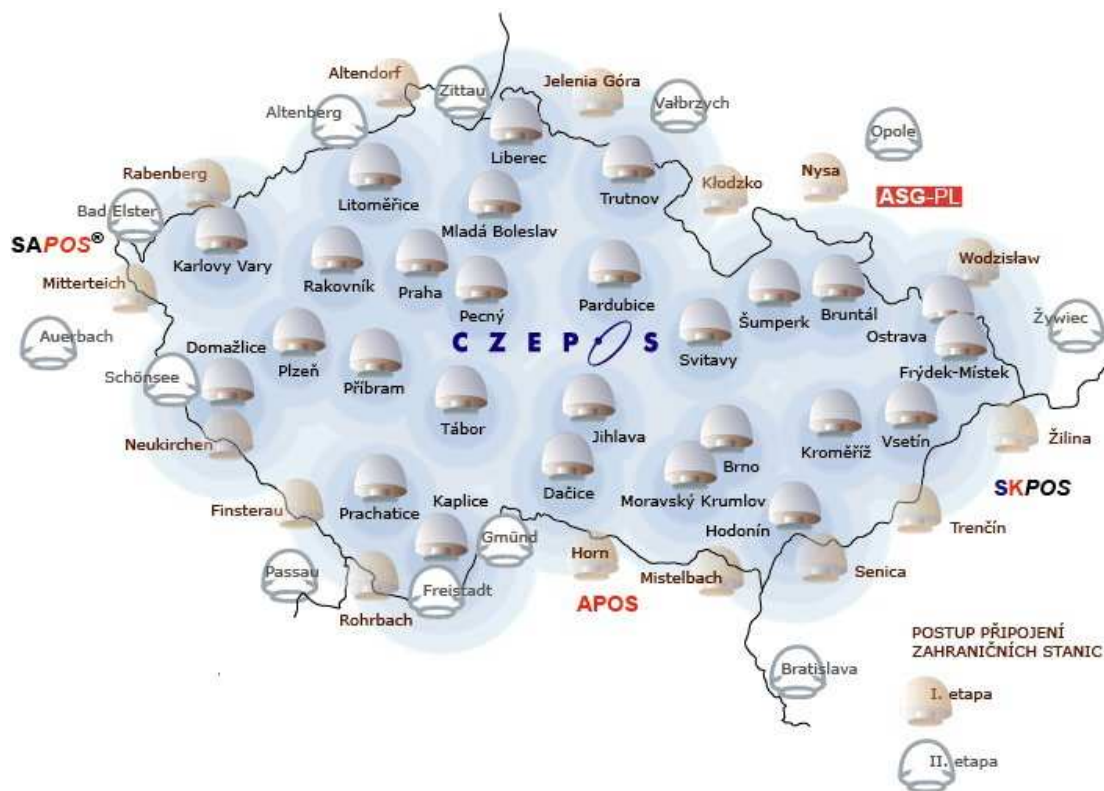 Altendorf
Zittau
Jelenia Góra
Altenberg
Vałbrzych
Opole
Liberec
Rabenberg
Litoměřice
Trutnov
Kłodzko
Nysa
ASG-PL
Bad Elster
Mladá Boleslav
SAPOS®
Karlovy Vary
Rakovník
Praha
Wodzisław
Mitterteich
Pecný
Pardubice
Šumperk
Bruntál
Ostrava
Żywiec
Auerbach
Domažlice
CZEPOS
Svitavy
Plzeň
Příbram
Frýdek-Místek
Schönsee
Tábor
Jihlava
Neukirchen
Brno
Kroměříž
Vsetín
Žilina
Dačice
Moravský Krumlov
SKPOS
Finsterau
Prachatice
Kaplice
Hodonín
Trenčín
Gmünd
Horn
Passau
Mistelbach
Senica
Freistadt
Rohrbach
APOS
POSTUP PŘIPOJENÍ
ZAHRANIČNÍCH STANIC
Bratislava
I. etapa
II. etapa